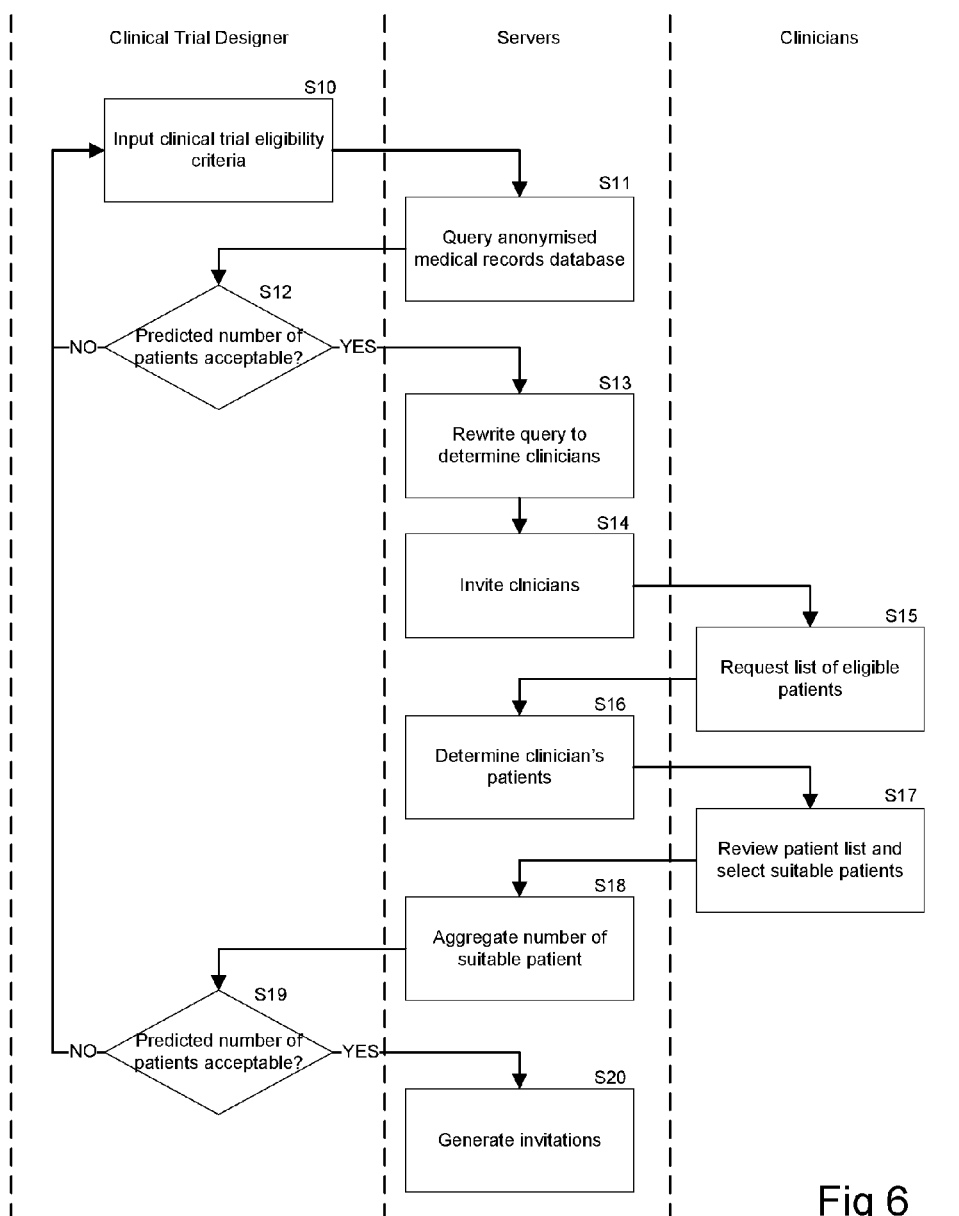 Clinical Trial Designer
Servers
Clinicians
S10
Input clinical trial eligibility
criteria
S11
Query anonymised
medical records database
S12
Predicted number of
patients acceptable?
NO
YES
S13
Rewrite query to
determine clinicians
S14
Invite clnicians
S15
Request list of eligible
patients
S16
Determine clinician's
patients
S17
Review patient list and
select suitable patients
S18
Aggregate number of
suitable patient
S19
Predicted number of
patients acceptable?
NO
YES
S20
Generate invitations
Fig 6